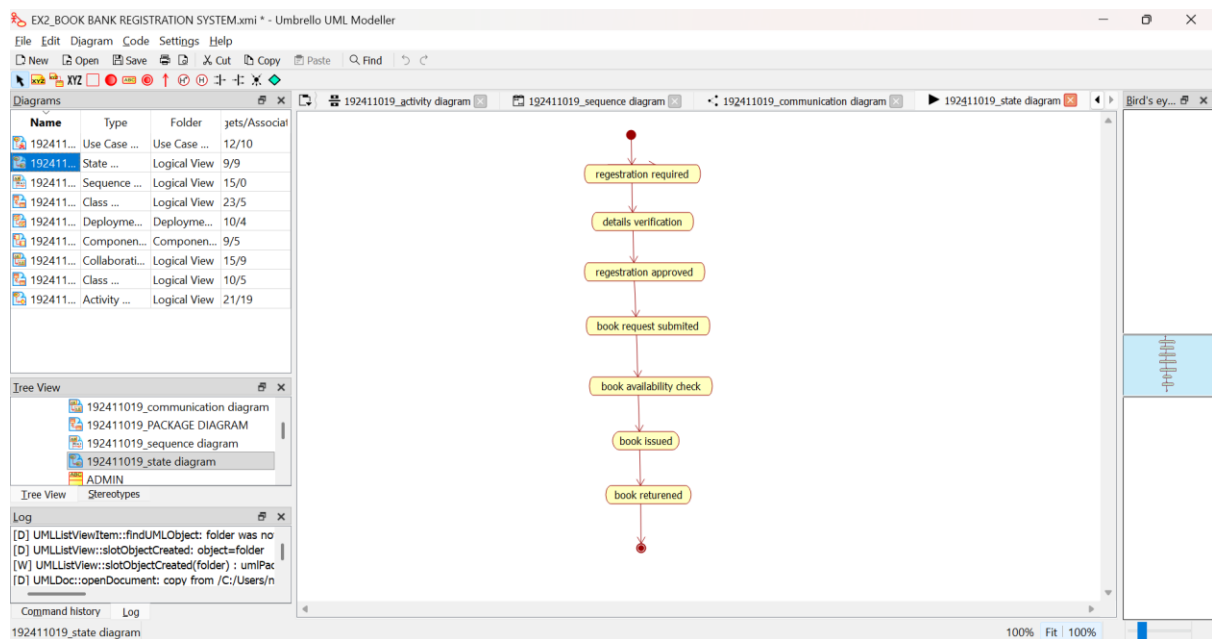 EX2_BOOK BANK REGISTRATION SYSTEM.xmi * - Umbrello UML Modeller
File Edit Diagram Code Settings Help
New Open Save Cut Copy Paste Find
XYZ XYZ ABC H* H
Diagrams
192411019_activity diagram 192411019_sequence diagram 192411019_communication diagram 192411019_state diagram
Bird's ey...
Name Type Folder gets/Associat
192411... Use Case ... Use Case ... 12/10
192411... State ... Logical View 9/9
192411... Sequence ... Logical View 15/0
192411... Class ... Logical View 23/5
192411... Deployme... Deployme... 10/4
192411... Componen... Componen... 9/5
192411... Collaborati... Logical View 15/9
192411... Class ... Logical View 10/5
192411... Activity ... Logical View 21/19
regestration required
details verification
regestration approved
book request submited
book availability check
book issued
book returened
Tree View
192411019_communication diagram
192411019_PACKAGE DIAGRAM
192411019_sequence diagram
192411019_state diagram
ADMIN
Tree View Stereotypes
Log
[D] UMLListViewItem::findUMLObject: folder was no
[D] UMLListView::slotObjectCreated: object=folder
[W] UMLListView::slotObjectCreated(folder) : umlPac
[D] UMLDoc::openDocument: copy from /C:/Users/n
Command history Log
192411019_state diagram
100% Fit 100%